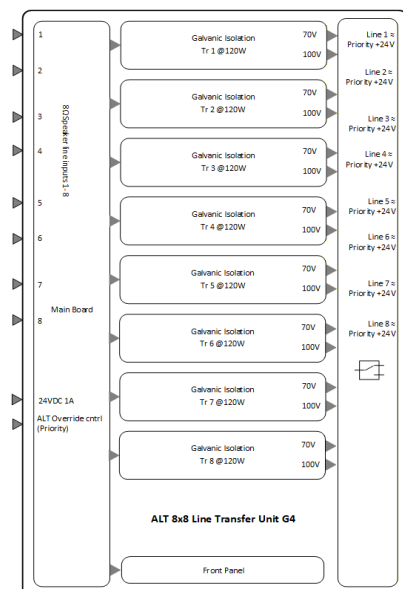 1
2
3
4
5
6
7
8
8Ω Speaker line inputs 1-8
Main Board
24VDC 1A
ALT Override cntrl
(Priority)
Galvanic Isolation
Tr 1 @120W
70V
100V
Galvanic Isolation
Tr 2 @120W
70V
100V
Galvanic Isolation
Tr 3 @120W
70V
100V
Galvanic Isolation
Tr 4 @120W
70V
100V
Galvanic Isolation
Tr 5 @120W
70V
100V
Galvanic Isolation
Tr 6 @120W
70V
100V
Galvanic Isolation
Tr 7 @120W
70V
100V
Galvanic Isolation
Tr 8 @120W
70V
100V
Line 1 ≈
Priority +24V
Line 2 ≈
Priority +24V
Line 3 ≈
Priority +24V
Line 4 ≈
Priority +24V
Line 5 ≈
Priority +24V
Line 6 ≈
Priority +24V
Line 7 ≈
Priority +24V
Line 8 ≈
Priority +24V
ALT 8x8 Line Transfer Unit G4
Front Panel